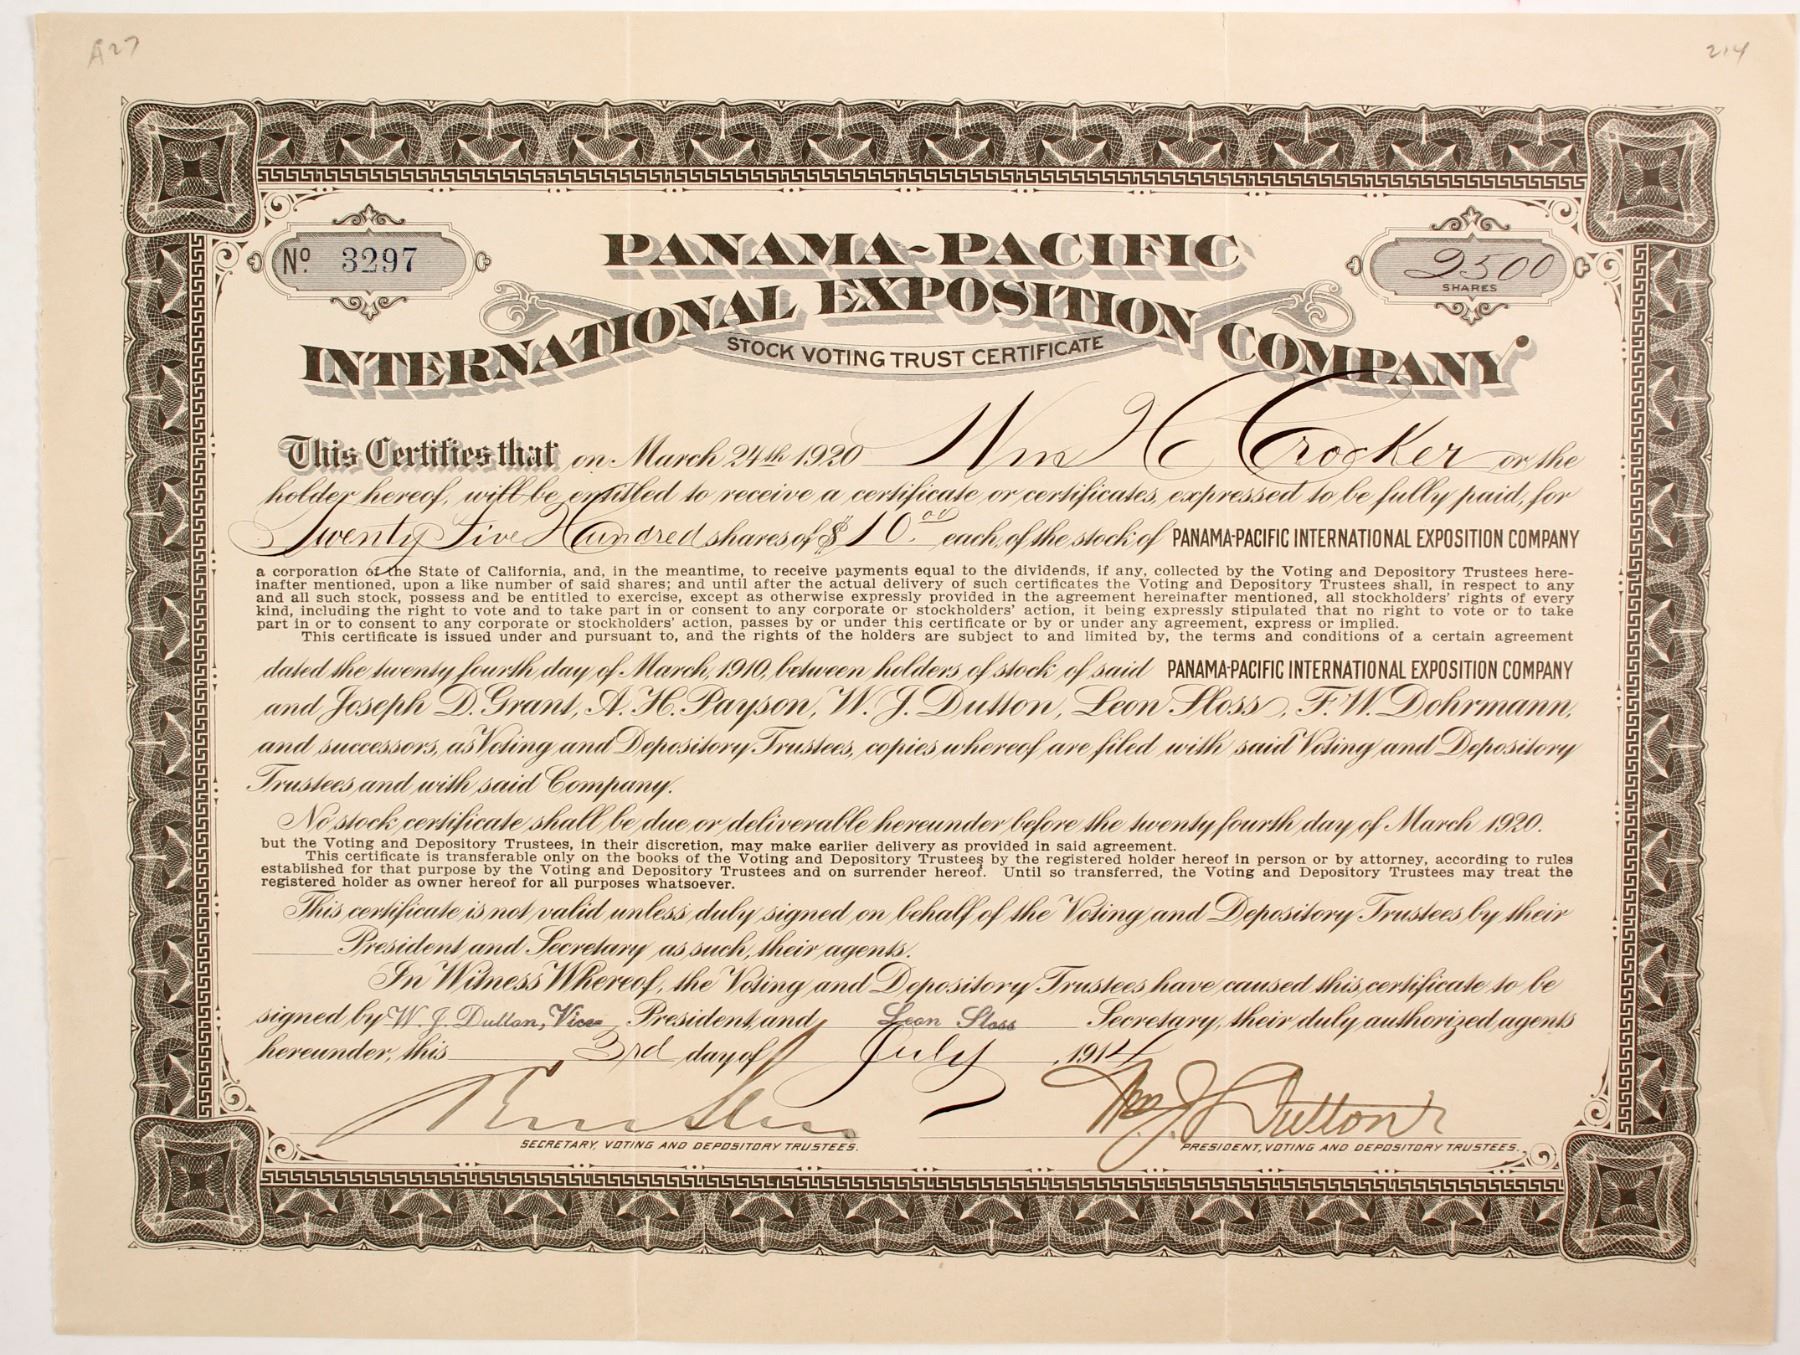 A27
214
No. 3297
2500
SHARES
PANAMA-PACIFIC
INTERNATIONAL EXPOSITION COMPANY
STOCK VOTING TRUST CERTIFICATE
This Certifies that on March 24th 1920 Wm H Crocker or the
holder hereof, will be entitled to receive a certificate or certificates, expressed to be fully paid, for
Twenty Five Hundred shares of $10.00 each, of the stock of PANAMA-PACIFIC INTERNATIONAL EXPOSITION COMPANY
a corporation of the State of California, and, in the meantime, to receive payments equal to the dividends, if any, collected by the Voting and Depository Trustees here-
inafter mentioned, upon a like number of said shares; and until after the actual delivery of such certificates the Voting and Depository Trustees shall, in respect to any
and all such stock, possess and be entitled to exercise, except as otherwise expressly provided in the agreement hereinafter mentioned, all stockholders' rights of every
kind, including the right to vote and to take part in or consent to any corporate or stockholders' action, it being expressly stipulated that no right to vote or to take
part in or to consent to any corporate or stockholders' action, passes by or under this certificate or by or under any agreement, express or implied.
This certificate is issued under and pursuant to, and the rights of the holders are subject to and limited by, the terms and conditions of a certain agreement
dated the twenty fourth day of March, 1910, between holders of stock of said PANAMA-PACIFIC INTERNATIONAL EXPOSITION COMPANY
and Joseph D. Grant, A. H. Payson, W. J. Dutton, Leon Sloss, F. W. Dohrmann,
and successors, as Voting and Depository Trustees, copies whereof are filed with said Voting and Depository
Trustees and with said Company.
No stock certificate shall be due or deliverable hereunder before the twenty fourth day of March 1920.
but the Voting and Depository Trustees, in their discretion, may make earlier delivery as provided in said agreement.
This certificate is transferable only on the books of the Voting and Depository Trustees by the registered holder hereof in person or by attorney, according to rules
established for that purpose by the Voting and Depository Trustees and on surrender hereof. Until so transferred, the Voting and Depository Trustees may treat the
registered holder as owner hereof for all purposes whatsoever.
This certificate is not valid unless duly signed on behalf of the Voting and Depository Trustees by their
President and Secretary as such, their agents.
In Witness Whereof, the Voting and Depository Trustees, have caused this certificate to be
signed by W. J. Dutton, Vice- President, and Leon Sloss Secretary, their duly authorized agents
hereunder, this 3rd day of July, 1914
Leon Sloss
Wm J Dutton
SECRETARY, VOTING AND DEPOSITORY TRUSTEES.
PRESIDENT, VOTING AND DEPOSITORY TRUSTEES.